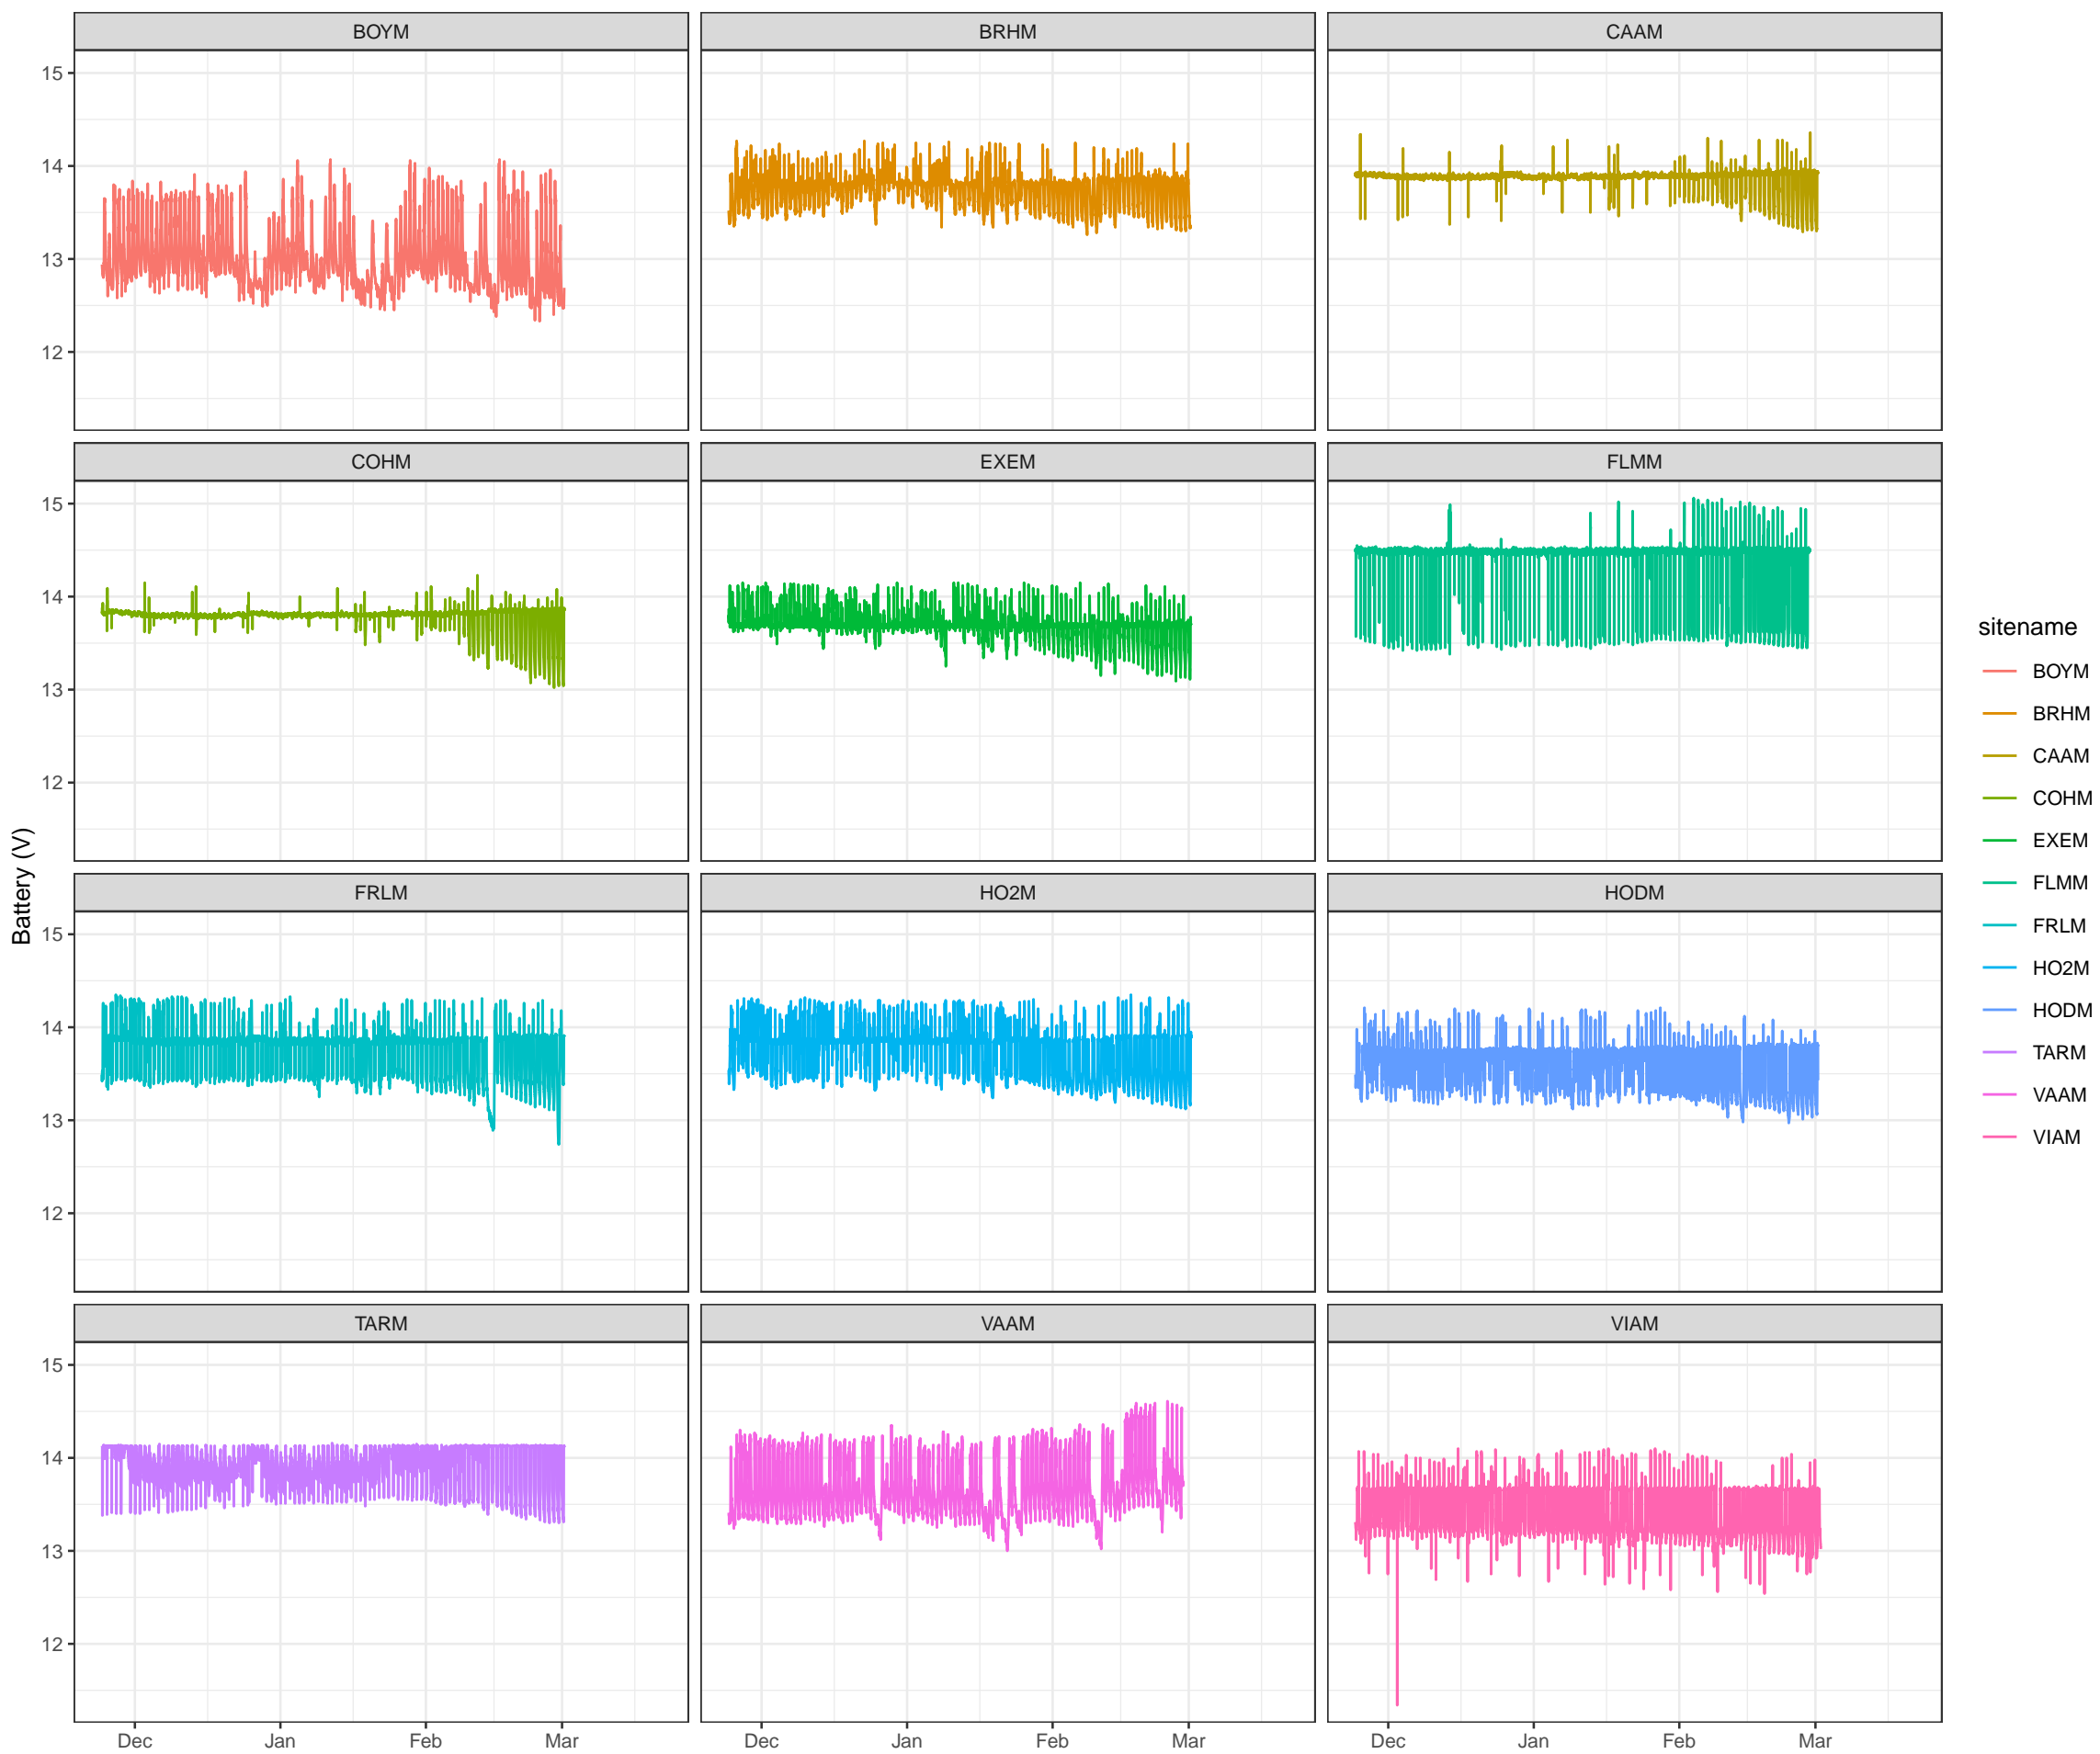 BOYM BRHM CAAM
15
14
13
12
COHM EXEM FLMM
15
14
13
12
FRLM HO2M HODM
15
14
13
12
TARM VAAM VIAM
15
14
13
12
Dec Jan Feb Mar Dec Jan Feb Mar Dec Jan Feb Mar
Battery (V)
sitename
BOYM
BRHM
CAAM
COHM
EXEM
FLMM
FRLM
HO2M
HODM
TARM
VAAM
VIAM